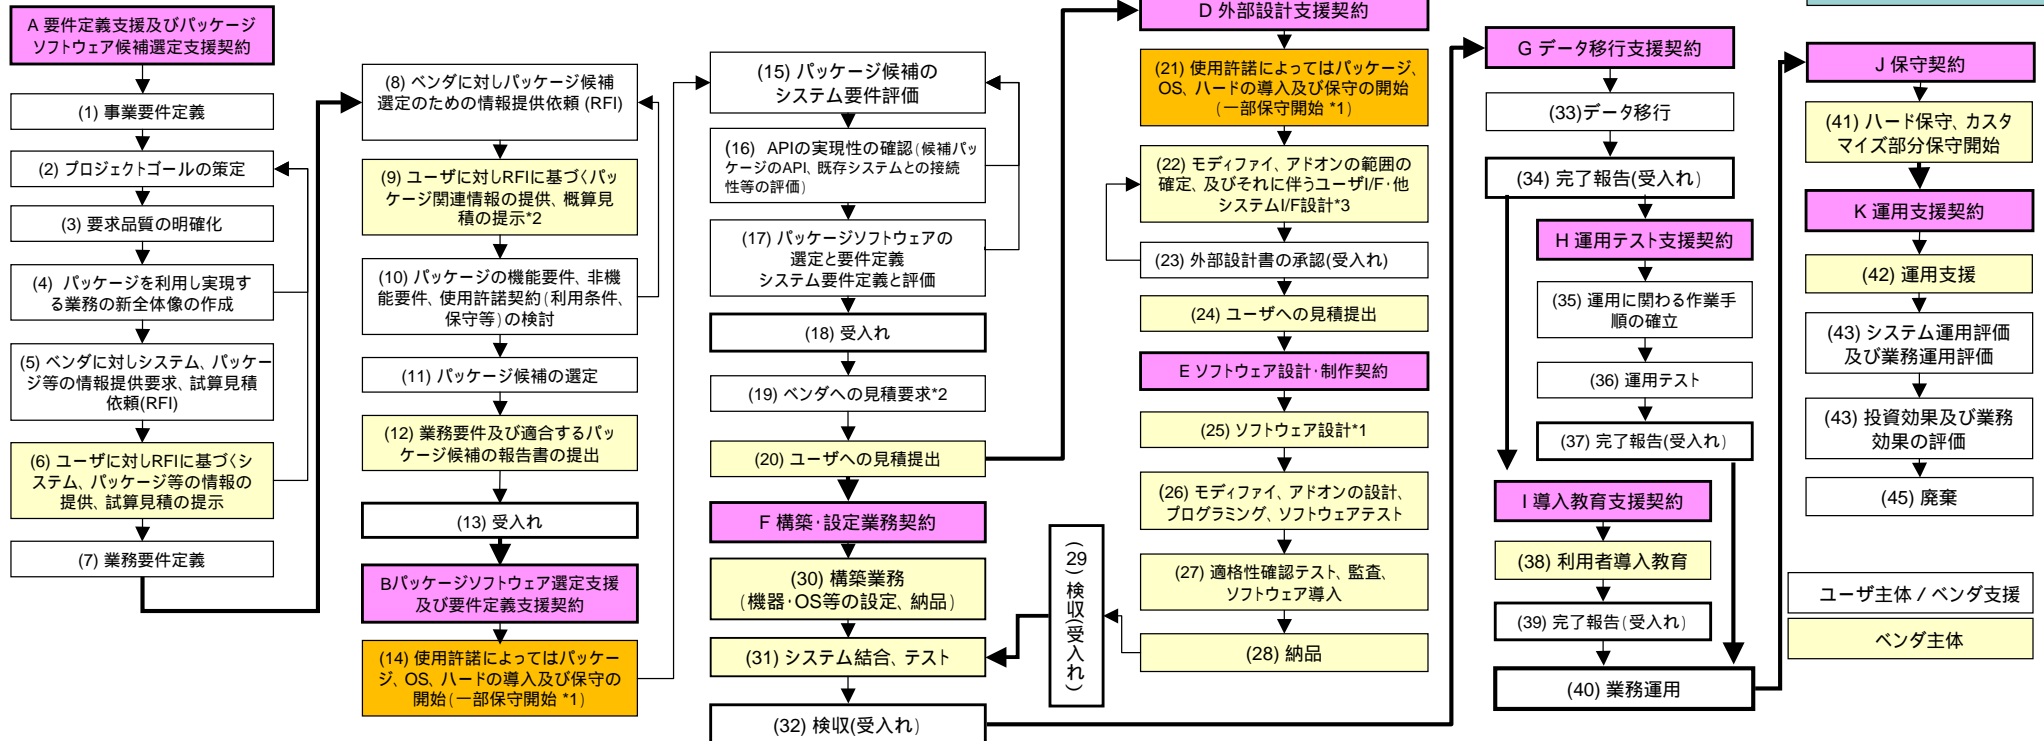 A 要件定義支援及びパッケージ
ソフトウェア候補選定支援契約
(1) 事業要件定義
(2) プロジェクトゴールの策定
(3) 要求品質の明確化
(4) パッケージを利用し実現す
る業務の新全体像の作成
(5) ベンダに対しシステム、パッケー
ジ等の情報提供要求、試算見積
依頼(RFI)
(6) ユーザに対しRFIに基づくシ
ステム、パッケージ等の情報の
提供、試算見積の提示
(7) 業務要件定義
(8) ベンダに対しパッケージ候補
選定のための情報提供依頼 (RFI)
(9) ユーザに対しRFIに基づくパッ
ケージ関連情報の提供、概算見
積の提示*2
(10) パッケージの機能要件、非機
能要件、使用許諾契約(利用条件、
保守等)の検討
(11) パッケージ候補の選定
(12) 業務要件及び適合するパッ
ケージ候補の報告書の提出
(13) 受入れ
Bパッケージソフトウェア選定支援
及び要件定義支援契約
(14) 使用許諾によってはパッケー
ジ、OS、ハードの導入及び保守の
開始(一部保守開始 *1)
(15) パッケージ候補の
システム要件評価
(16) APIの実現性の確認(候補パッ
ケージのAPI、既存システムとの接続
性等の評価)
(17) パッケージソフトウェアの
選定と要件定義
システム要件定義と評価
(18) 受入れ
(19) ベンダへの見積要求*2
(20) ユーザへの見積提出
F 構築・設定業務契約
(30) 構築業務
(機器・OS等の設定、納品)
(31) システム結合、テスト
(32) 検収(受入れ)
(29) 検収(受入れ)
D 外部設計支援契約
(21) 使用許諾によってはパッケージ、
OS、ハードの導入及び保守の開始
(一部保守開始 *1)
(22) モディファイ、アドオンの範囲の
確定、及びそれに伴うユーザI/F・他
システムI/F設計*3
(23) 外部設計書の承認(受入れ)
(24) ユーザへの見積提出
E ソフトウェア設計・制作契約
(25) ソフトウェア設計*1
(26) モディファイ、アドオンの設計、
プログラミング、ソフトウェアテスト
(27) 適格性確認テスト、監査、
ソフトウェア導入
(28) 納品
G データ移行支援契約
(33)データ移行
(34) 完了報告(受入れ)
H 運用テスト支援契約
(35) 運用に関わる作業手
順の確立
(36) 運用テスト
(37) 完了報告(受入れ)
I 導入教育支援契約
(38) 利用者導入教育
(39) 完了報告(受入れ)
(40) 業務運用
J 保守契約
(41) ハード保守、カスタ
マイズ部分保守開始
K 運用支援契約
(42) 運用支援
(43) システム運用評価
及び業務運用評価
(43) 投資効果及び業務
効果の評価
(45) 廃棄
ユーザ主体 / ベンダ支援
ベンダ主体